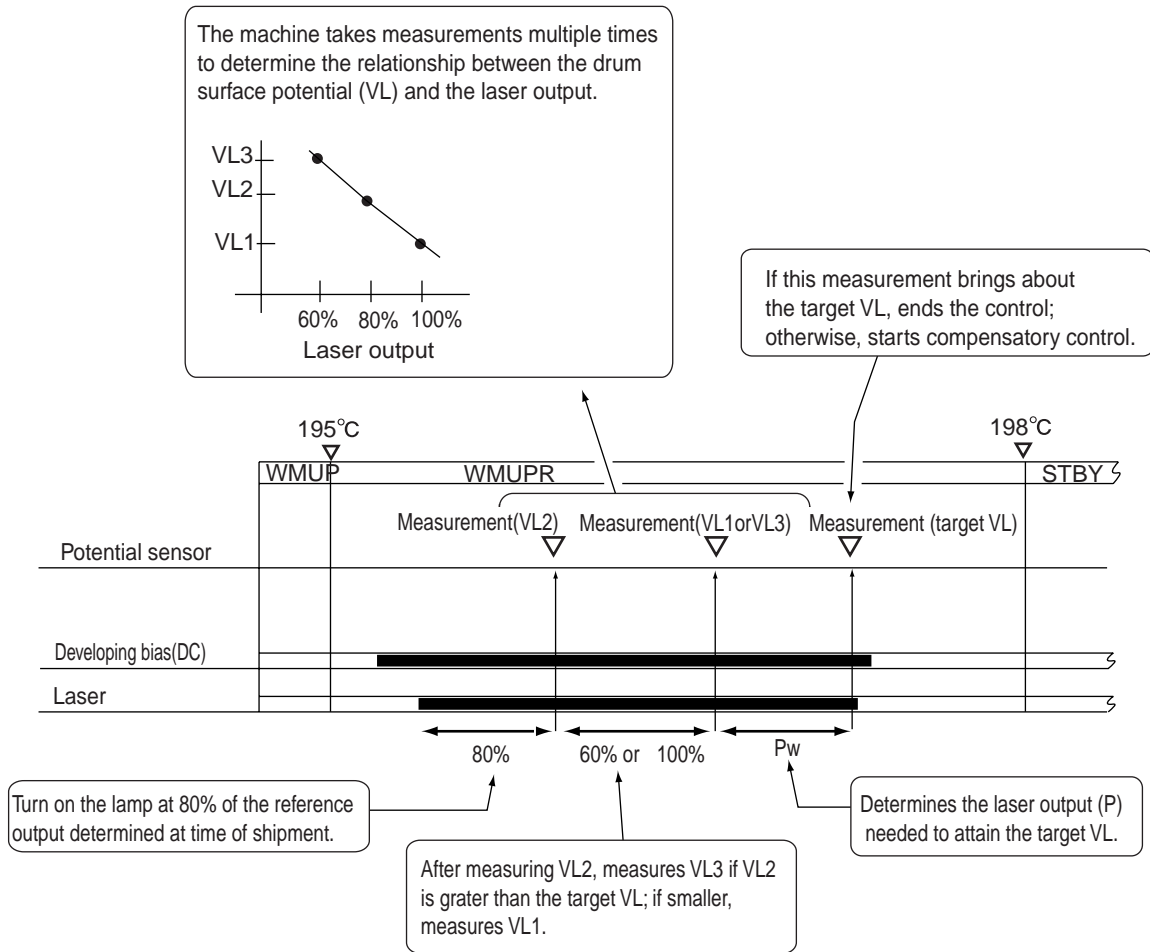 The machine takes measurements multiple times
to determine the relationship between the drum
surface potential (VL) and the laser output.
VL3
VL2
VL1
60% 80% 100%
Laser output
If this measurement brings about
the target VL, ends the control;
otherwise, starts compensatory control.
195°C
198°C
WMUP WMUPR STBY
Measurement(VL2) Measurement(VL1orVL3) Measurement (target VL)
Potential sensor
Developing bias(DC)
Laser
80% 60% or 100% Pw
Turn on the lamp at 80% of the reference
output determined at time of shipment.
After measuring VL2, measures VL3 if VL2
is grater than the target VL; if smaller,
measures VL1.
Determines the laser output (P)
needed to attain the target VL.